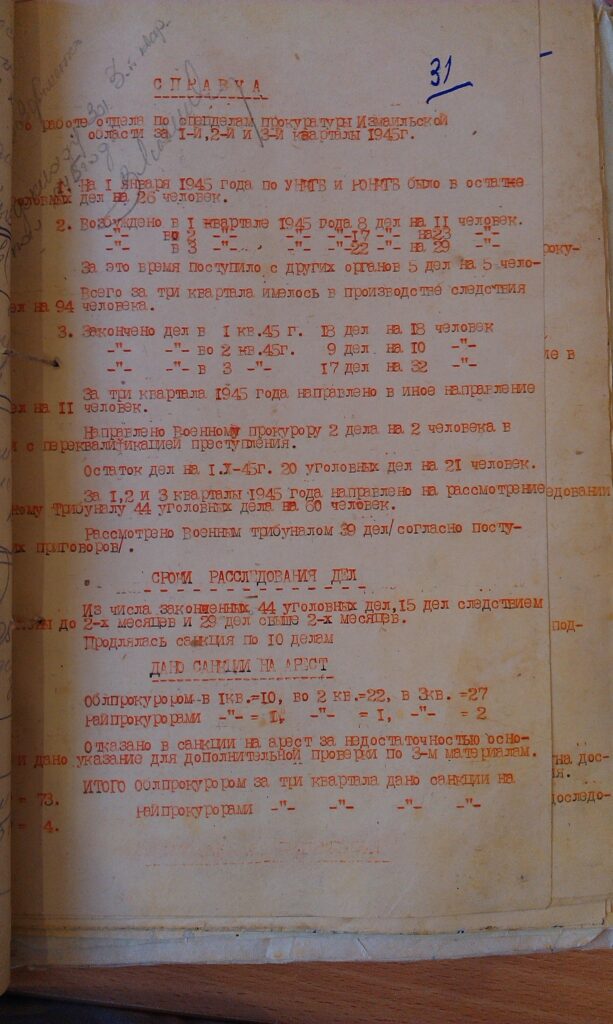 31
СПРАВКА
о работе отдела по спецделам прокуратуры Измаильской
области за 1-й, 2-й и 3-й кварталы 1945г.
1. На 1 января 1945 года по УНКГБ и РОНКГБ было в остатке
головных дел на 26 человек.
2. Возбуждено в I квартале 1945 года 8 дел на II человек.
-"- во 2 -"- -"- -"-17 -"- на23 -"-
-"- в 3 -"- -"- -"-22 -"- на 29 -"-
За это время поступило с других органов 5 дел на 5 чело-
Всего за три квартала имелось в производстве следствия
ел на 94 человека.
3. Закончено дел в I кв.45 г. 18 дел на 18 человек
-"- -"- во 2 кв.45г. 9 дел на 10 -"-
-"- -"- в 3 -"- 17 дел на 32 -"-
За три квартала 1945 года направлено в иное направление
ел на II человек.
Направлено Военному прокурору 2 дела на 2 человека в
и с переквалификацией преступления.
Остаток дел на I.X-45г. 20 уголовных дел на 21 человек.
За 1,2 и 3 кварталы 1945 года направлено на рассмотрение
ному Трибуналу 44 уголовных дела на 60 человек.
Рассмотрено Военным трибуналом 39 дел/согласно посту-
их приговоров/.
СРОКИ РАССЛЕДОВАНИЯ ДЕЛ
Из числа законченных 44 уголовных дел,15 дел следствием
до 2-х месяцев и 29 дел свыше 2-х месяцев.
Продлялась санкция по 10 делам
ДАНО САНКЦИИ НА АРЕСТ
Облпрокурором в 1кв.=10, во 2 кв.=22, в 3кв. =27
Райпрокурорами -"- = 1, -"- = 1, -"- = 2
Отказано в санкции на арест за недостаточностью осно-
и дано указание для дополнительной проверки по 3-м материалам.
ИТОГО Облпрокурором за три квартала дано санкции на
= 73.
Райпрокурорами -"- -"- -"- -"-
= 4.